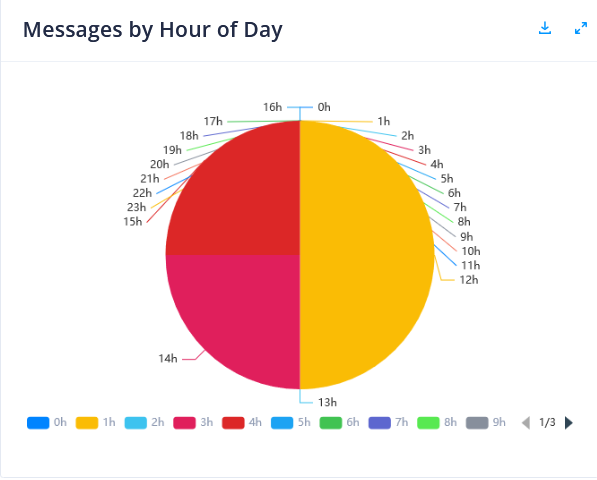 Messages by Hour of Day
16h 0h
17h 1h
18h 2h
19h 3h
20h 4h
21h 5h
22h 6h
23h 7h
15h 8h
9h
10h
11h
12h
14h
13h
0h 1h 2h 3h 4h 5h 6h 7h 8h 9h 1/3